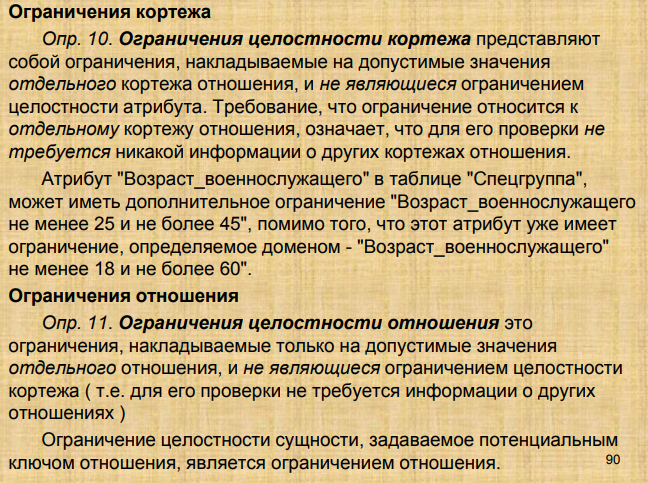 Ограничения кортежа
Опр. 10. Ограничения целостности кортежа представляют
собой ограничения, накладываемые на допустимые значения
отдельного кортежа отношения, и не являющиеся ограничением
целостности атрибута. Требование, что ограничение относится к
отдельному кортежу отношения, означает, что для его проверки не
требуется никакой информации о других кортежах отношения.
Атрибут "Возраст_военнослужащего" в таблице "Спецгруппа",
может иметь дополнительное ограничение "Возраст_военнослужащего
не менее 25 и не более 45", помимо того, что этот атрибут уже имеет
ограничение, определяемое доменом - "Возраст_военнослужащего"
не менее 18 и не более 60".
Ограничения отношения
Опр. 11. Ограничения целостности отношения это
ограничения, накладываемые только на допустимые значения
отдельного отношения, и не являющиеся ограничением целостности
кортежа ( т.е. для его проверки не требуется информации о других
отношениях )
Ограничение целостности сущности, задаваемое потенциальным
ключом отношения, является ограничением отношения.
90